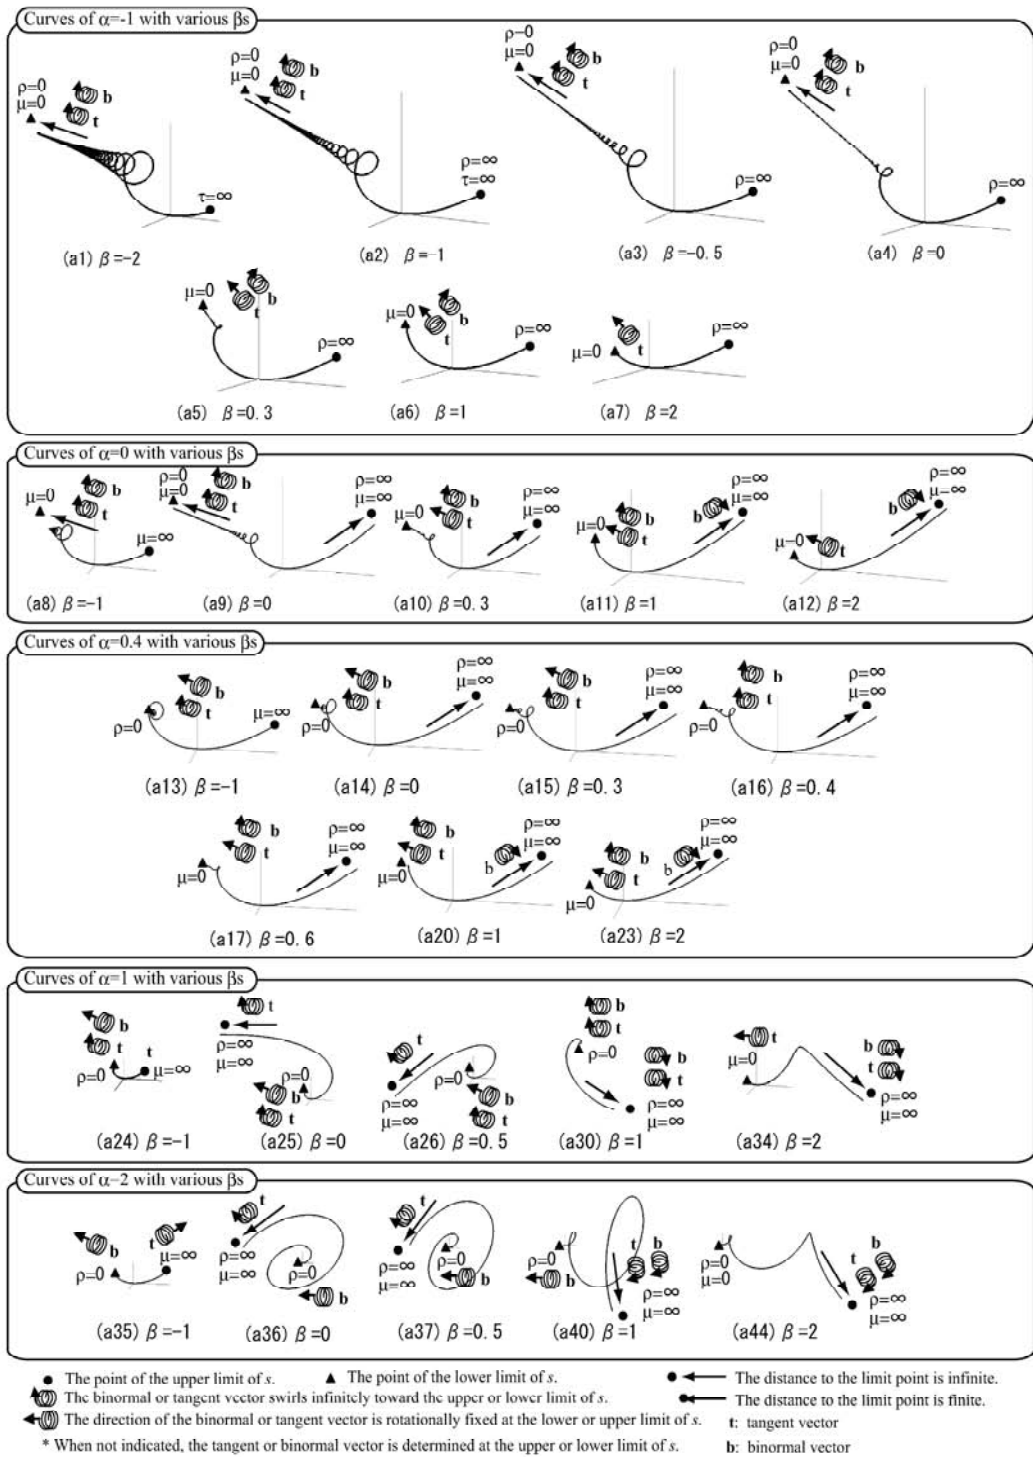 Curves of α=-1 with various βs
ρ=0
μ=0
b
t
τ=∞
(a1) β=-2
ρ=0
μ=0
b
t
ρ=∞
τ=∞
(a2) β=-1
ρ=0
μ=0
b
t
ρ=∞
(a3) β=-0.5
ρ=0
μ=0
b
t
ρ=∞
(a4) β=0
μ=0
b
t
ρ=∞
(a5) β=0.3
μ=0
b
t
ρ=∞
(a6) β=1
μ=0
t
ρ=∞
(a7) β=2
Curves of α=0 with various βs
μ=0
b
t
μ=∞
(a8) β=-1
ρ=0
μ=0
b
t
ρ=∞
μ=∞
(a9) β=0
μ=0
b
t
ρ=∞
μ=∞
(a10) β=0.3
μ=0
b
t
b
ρ=∞
μ=∞
(a11) β=1
μ=0
t
b
ρ=∞
μ=∞
(a12) β=2
Curves of α=0.4 with various βs
ρ=0
b
t
μ=∞
(a13) β=-1
ρ=0
b
t
ρ=∞
μ=∞
(a14) β=0
ρ=0
b
t
ρ=∞
μ=∞
(a15) β=0.3
ρ=0
b
t
ρ=∞
μ=∞
(a16) β=0.4
μ=0
b
t
ρ=∞
μ=∞
(a17) β=0.6
μ=0
b
t
b
ρ=∞
μ=∞
(a20) β=1
μ=0
b
t
b
ρ=∞
μ=∞
(a23) β=2
Curves of α=1 with various βs
b
t
ρ=0
t
μ=∞
(a24) β=-1
t
ρ=∞
μ=∞
ρ=0
b
t
(a25) β=0
t
ρ=0
ρ=∞
μ=∞
b
t
(a26) β=0.5
b
t
ρ=0
b
t
ρ=∞
μ=∞
(a30) β=1
t
μ=0
b
t
ρ=∞
μ=∞
(a34) β=2
Curves of α=2 with various βs
b
ρ=0
t
μ=∞
(a35) β=-1
t
ρ=∞
μ=∞
ρ=0
b
(a36) β=0
t
ρ=∞
μ=∞
ρ=0
b
(a37) β=0.5
ρ=0
b
t
b
ρ=∞
μ=∞
(a40) β=1
ρ=0
μ=0
b
t
ρ=∞
μ=∞
(a44) β=2
The point of the upper limit of s.
The point of the lower limit of s.
The distance to the limit point is infinite.
The binormal or tangent vector swirls infinitely toward the upper or lower limit of s.
The distance to the limit point is finite.
The direction of the binormal or tangent vector is rotationally fixed at the lower or upper limit of s.
t: tangent vector
* When not indicated, the tangent or binormal vector is determined at the upper or lower limit of s.
b: binormal vector